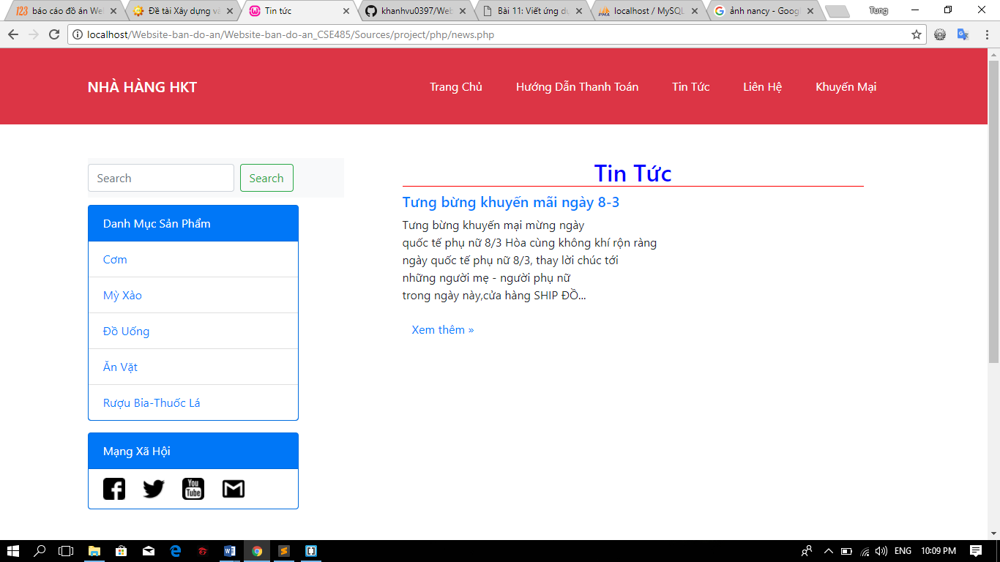 123 báo cáo đồ án We
Đề tài Xây dựng và
Tin tức
khanhvu0397/Web
Bài 11: Viết ứng dụ
PMA localhost / MySQL
ảnh nancy - Goog
Tung
localhost/Website-ban-do-an/Website-ban-do-an_CSE485/Sources/project/php/news.php
NHÀ HÀNG HKT
Trang Chủ
Hướng Dẫn Thanh Toán
Tin Tức
Liên Hệ
Khuyến Mại
Search
Search
Danh Mục Sản Phẩm
Cơm
Mỳ Xào
Đồ Uống
Ăn Vặt
Rượu Bia-Thuốc Lá
Mạng Xã Hội
You
Tube
Tin Tức
Tưng bừng khuyến mãi ngày 8-3
Tưng bừng khuyến mại mừng ngày
quốc tế phụ nữ 8/3 Hòa cùng không khí rộn ràng
ngày quốc tế phụ nữ 8/3, thay lời chúc tới
những người mẹ - người phụ nữ
trong ngày này,cửa hàng SHIP ĐỒ...
Xem thêm »
ENG
10:09 PM